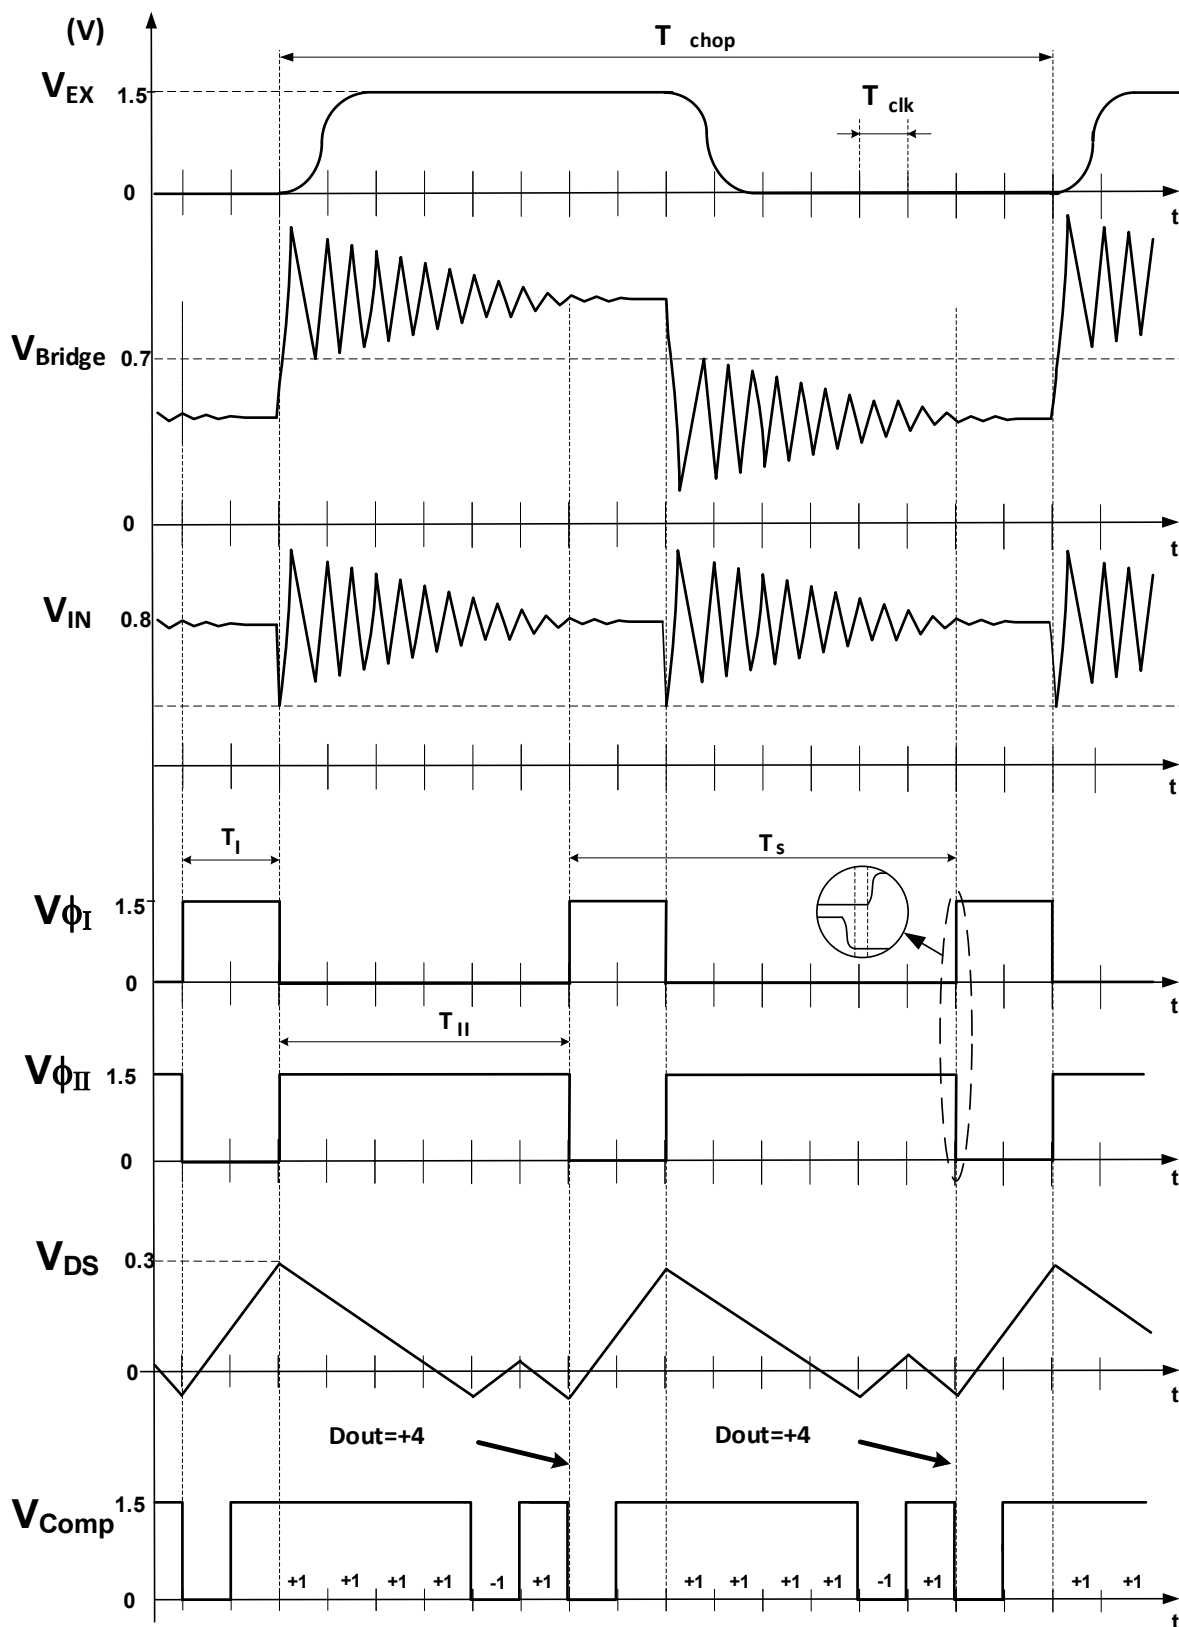 (V)
T chop
V_EX 1.5
T clk
0
t
V_Bridge 0.7
0
t
V_IN 0.8
t
T_I
T_s
Vϕ_I 1.5
0
t
T_II
Vϕ_II 1.5
0
t
V_DS 0.3
0
t
Dout=+4 Dout=+4
V_Comp 1.5
+1 +1 +1 +1 -1 +1 +1 +1 +1 +1 -1 +1 +1 +1
0
t